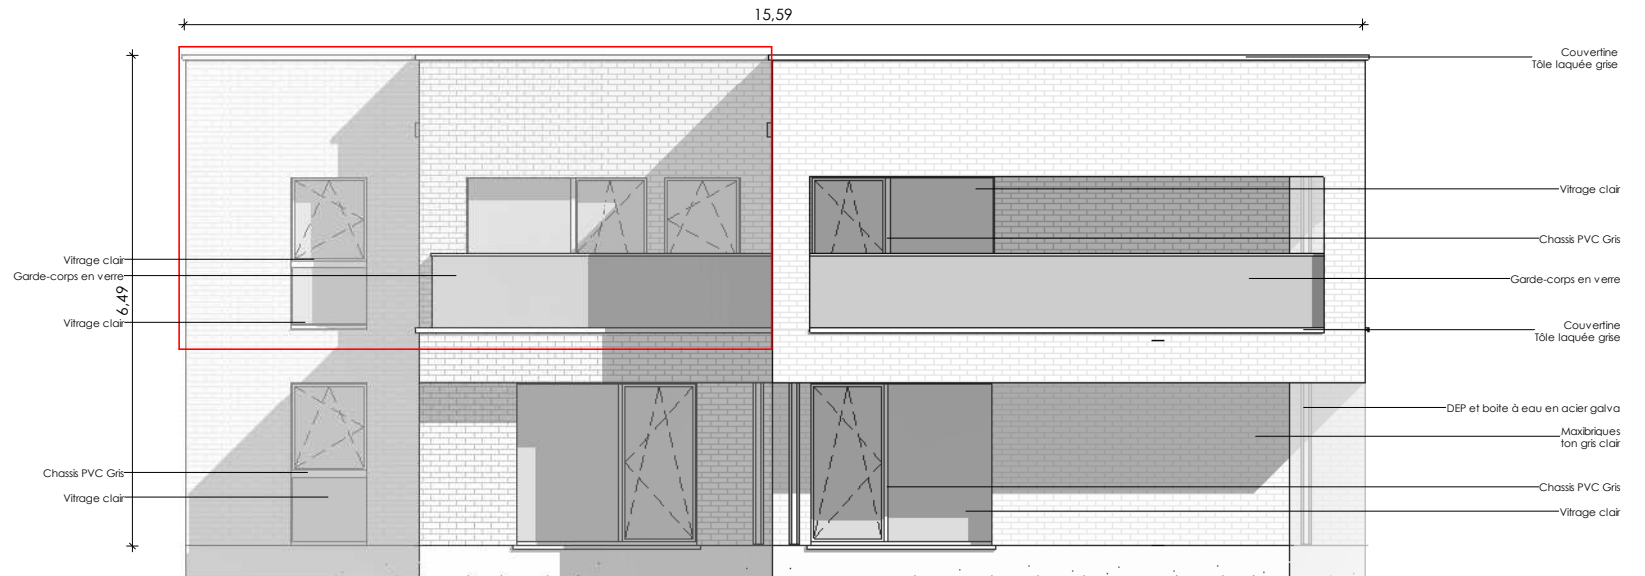 15,59
Couvertine
Tôle laquée grise
Vitrage clair
Chassis PVC Gris
Vitrage clair
Garde-corps en verre
Garde-corps en verre
6,49
Vitrage clair
Couvertine
Tôle laquée grise
DEP et boite à eau en acier galva
Maxibriques
ton gris clair
Chassis PVC Gris
Chassis PVC Gris
Vitrage clair
Vitrage clair